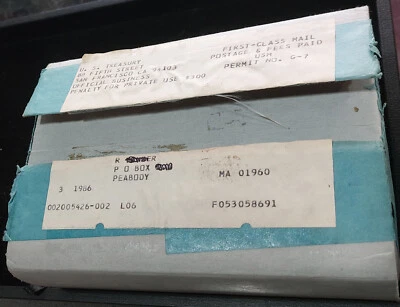 U. S. TREASURY
88 FIFTH STREET
SAN FRANCISCO CA 94103
OFFICIAL BUSINESS
PENALTY FOR PRIVATE USE $300
FIRST-CLASS MAIL
POSTAGE & FEES PAID
USM
PERMIT NO. G-7
R
P O BOX
PEABODY MA 01960
3 1986
002005426-002 L06 F053058691